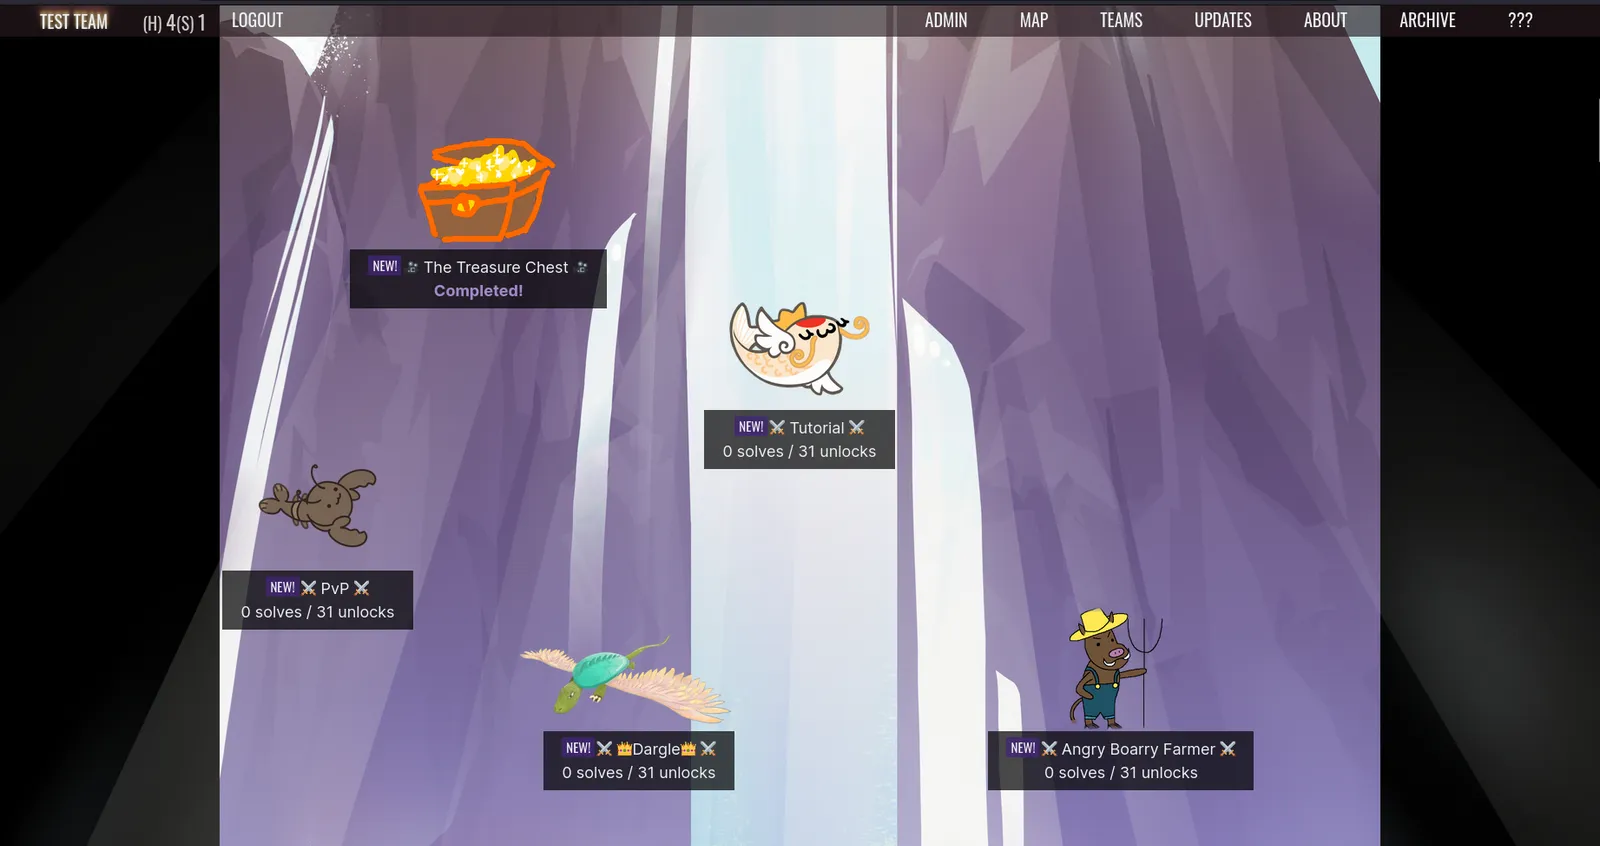 TEST TEAM (H) 4(S) 1 LOGOUT ADMIN MAP TEAMS UPDATES ABOUT ARCHIVE ???
NEW! The Treasure Chest
Completed!
NEW! ⚔️ Tutorial ⚔️
0 solves / 31 unlocks
NEW! ⚔️ PvP ⚔️
0 solves / 31 unlocks
NEW! ⚔️ 👑Dargle👑 ⚔️
0 solves / 31 unlocks
NEW! ⚔️ Angry Boarry Farmer ⚔️
0 solves / 31 unlocks